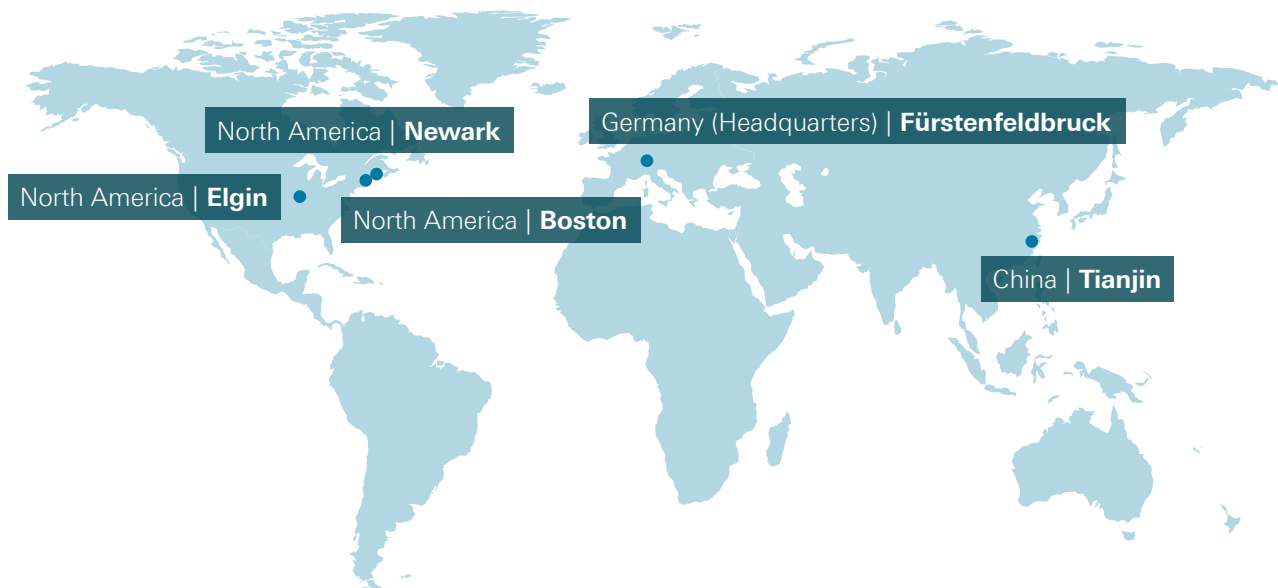 North America | Newark
Germany (Headquarters) | Fürstenfeldbruck
North America | Elgin
North America | Boston
China | Tianjin